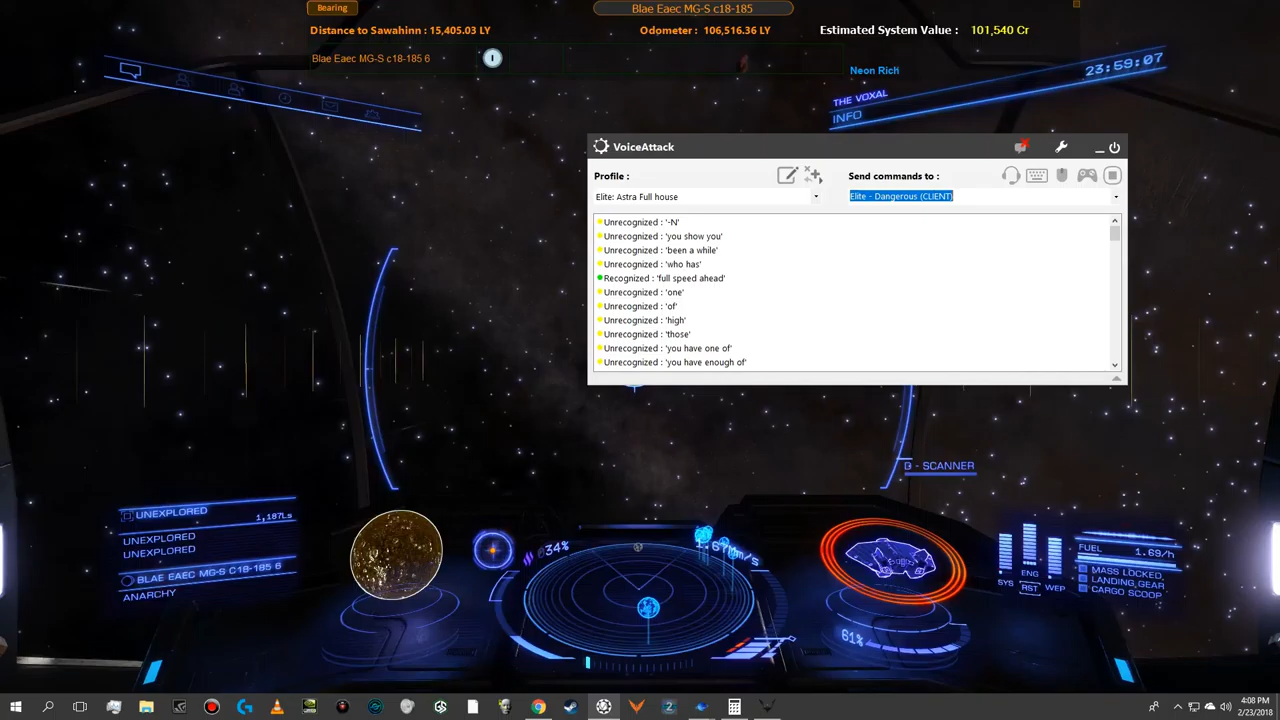 Bearing
Blae Eaec MG-S c18-185
Distance to Sawahinn : 15,405.03 LY
Odometer : 106,516.36 LY
Estimated System Value : 101,540 Cr
Blae Eaec MG-S c18-185 6
Neon Rich
23:59:07
THE VOXAL
INFO
VoiceAttack
Profile :
Send commands to :
Elite: Astra Full house
Elite - Dangerous (CLIENT)
Unrecognized : '-N'
Unrecognized : 'you show you'
Unrecognized : 'been a while'
Unrecognized : 'who has'
Recognized : 'full speed ahead'
Unrecognized : 'one'
Unrecognized : 'of'
Unrecognized : 'high'
Unrecognized : 'those'
Unrecognized : 'you have one of'
Unrecognized : 'you have enough of'
- SCANNER
UNEXPLORED
1,187Ls
UNEXPLORED
UNEXPLORED
BLAE EAEC MG-S C18-185 6
ANARCHY
34%
61%
SYS
ENG
RST
WEP
FUEL
1.69/h
MASS LOCKED
LANDING GEAR
CARGO SCOOP
4:08 PM
2/23/2018